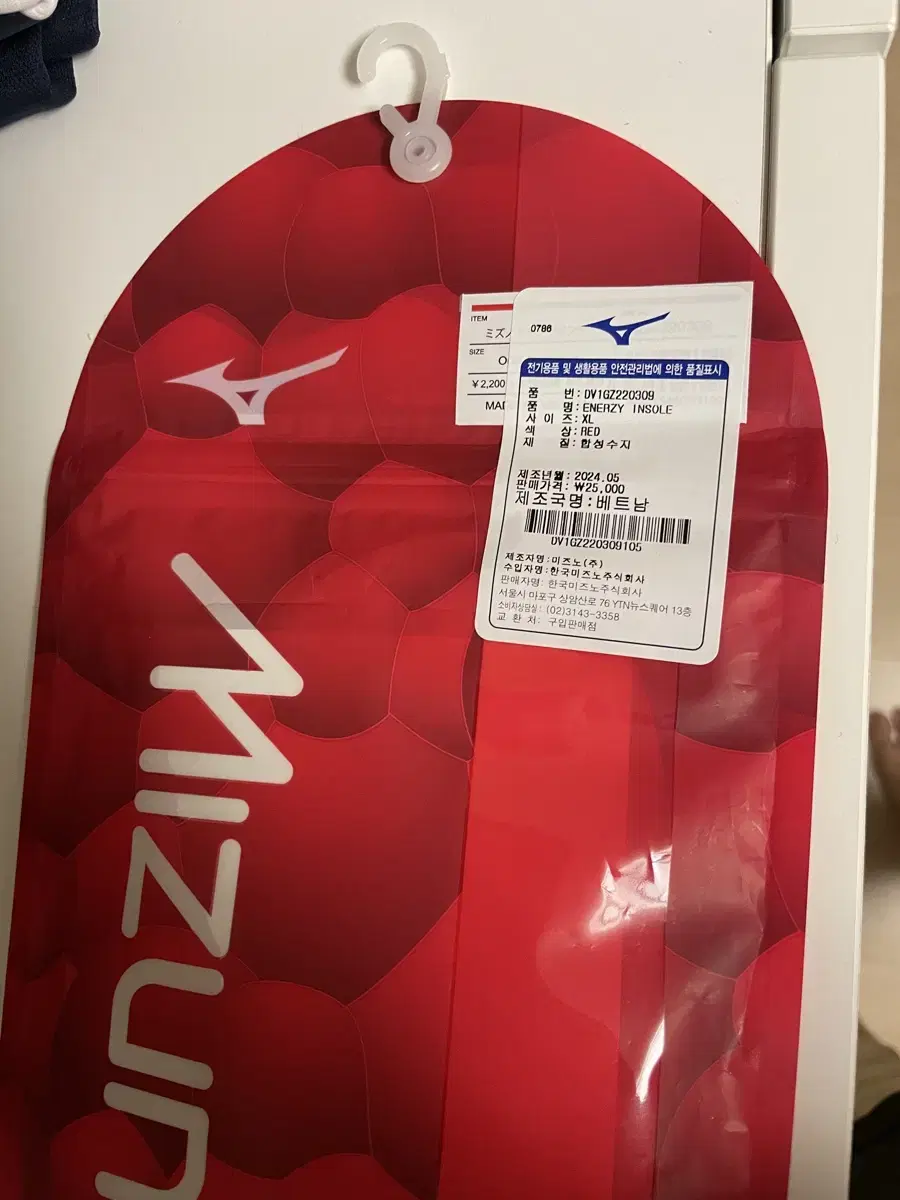 ITEM
ミズノ
SIZE
O
¥2,200
MAD
0786
전기용품 및 생활용품 안전관리법에 의한 품질표시
품 번:DV1GZ220309
품 명:ENERZY INSOLE
사 이 즈:XL
색 상:RED
재 질:합성수지
제조년월: 2024.05
판매가격: ₩25,000
제조국명:베트남
DV1GZ220309105
제조자명:미즈노(주)
수입자명:한국미즈노주식회사
판매자명: 한국미즈노주식회사
서울시 마포구 상암산로 76 YTN뉴스퀘어 13층
소비자상담실: (02)3143-3358
교 환 처: 구입판매점
MIZUN